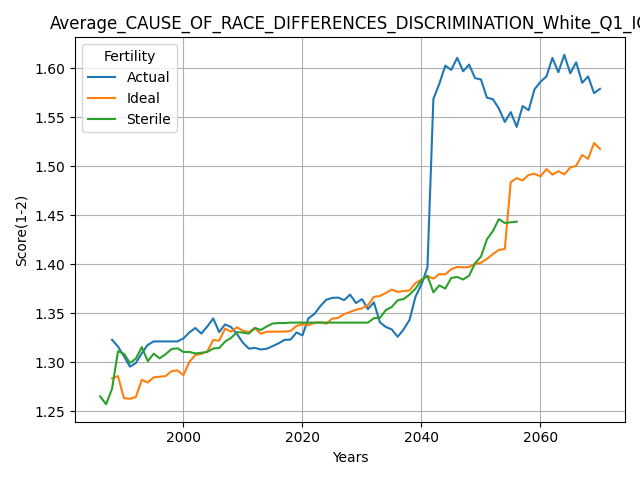 Average_CAUSE_OF_RACE_DIFFERENCES_DISCRIMINATION_White_Q1_IQ
Fertility
Actual
Ideal
Sterile
Score(1-2)
1.60
1.55
1.50
1.45
1.40
1.35
1.30
1.25
2000
2020
2040
2060
Years